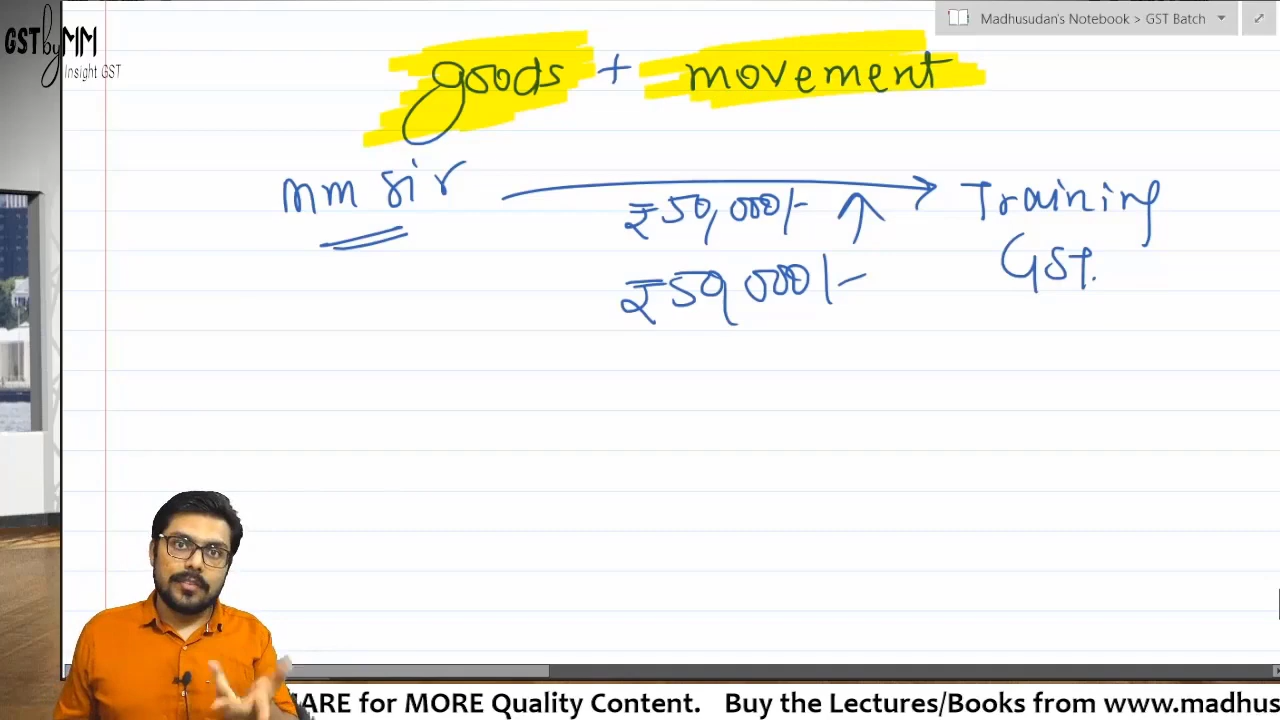 Madhusudan's Notebook > GST Batch
GST by MM
Insight GST
goods + movement
mm sir
₹50,000/-
Training
GST.
₹50,000/-
ARE for MORE Quality Content. Buy the Lectures/Books from www.madhus